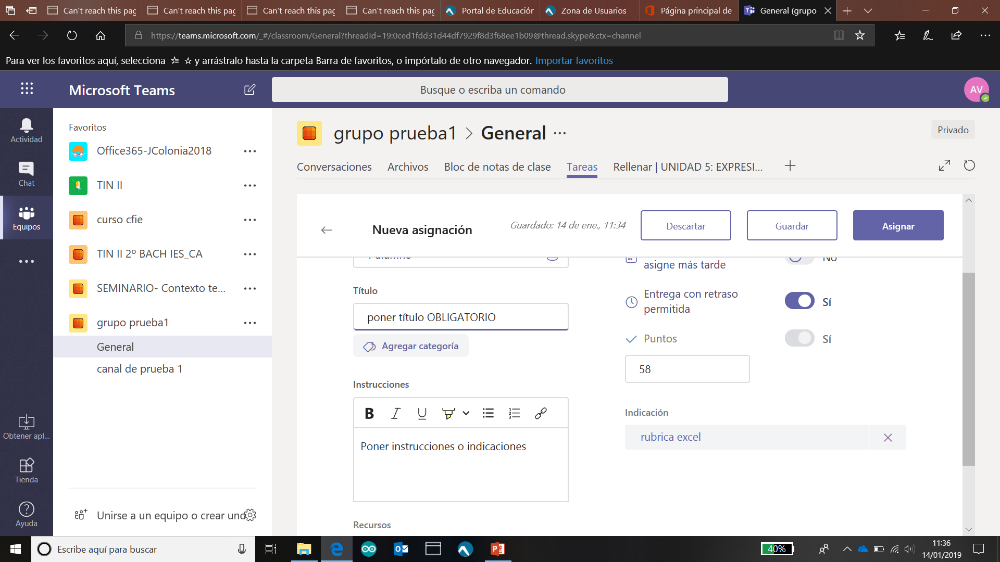 Can't reach this pag
Can't reach this pag
Can't reach this pag
Can't reach this pag
Portal de Educaciór
Zona de Usuarios
Página principal de
General (grupo
https://teams.microsoft.com/_#/classroom/General?threadId=19:0ced1fdd31d44df7929f8d3f68ee1b09@thread.skype&ctx=channel
Para ver los favoritos aquí, selecciona y arrástralo hasta la carpeta Barra de favoritos, o impórtalo de otro navegador. Importar favoritos
Microsoft Teams
Busque o escriba un comando
AV
Actividad
Chat
Equipos
Obtener apl...
Tienda
Ayuda
Favoritos
Office365-JColonia2018
TIN II
curso cfie
TIN II 2º BACH IES_CA
SEMINARIO- Contexto te...
grupo prueba1
General
canal de prueba 1
Unirse a un equipo o crear uno
grupo prueba1 > General ...
Privado
Conversaciones
Archivos
Bloc de notas de clase
Tareas
Rellenar | UNIDAD 5: EXPRESI...
Nueva asignación
Guardado: 14 de ene., 11:34
Descartar
Guardar
Asignar
Título
poner título OBLIGATORIO
Agregar categoría
Instrucciones
B I U
Poner instrucciones o indicaciones
Recursos
asigne más tarde
No
Entrega con retraso
permitida
Sí
Puntos
Sí
58
Indicación
rubrica excel
Escribe aquí para buscar
40%
11:36
14/01/2019